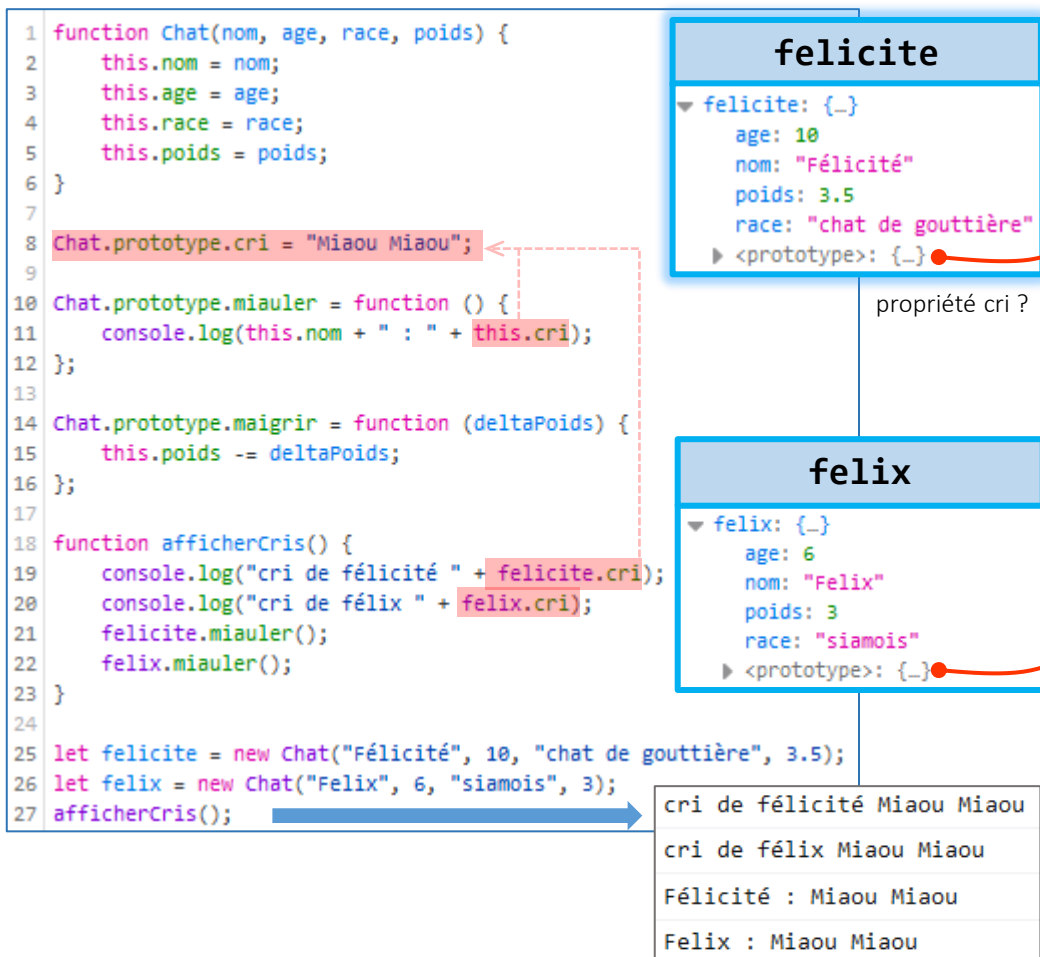 1 function Chat(nom, age, race, poids) {
2     this.nom = nom;
3     this.age = age;
4     this.race = race;
5     this.poids = poids;
6 }
7
8 Chat.prototype.cri = "Miaou Miaou";
9
10 Chat.prototype.miauler = function () {
11     console.log(this.nom + " : " + this.cri);
12 };
13
14 Chat.prototype.maigrir = function (deltaPoids) {
15     this.poids -= deltaPoids;
16 };
17
18 function afficherCris() {
19     console.log("cri de félicité " + felicite.cri);
20     console.log("cri de félix " + felix.cri);
21     felicite.miauler();
22     felix.miauler();
23 }
24
25 let felicite = new Chat("Félicité", 10, "chat de gouttière", 3.5);
26 let felix = new Chat("Felix", 6, "siamois", 3);
27 afficherCris();
felicite
felicite: {…}
age: 10
nom: "Félicité"
poids: 3.5
race: "chat de gouttière"
<prototype>: {…}
propriété cri ?
felix
felix: {…}
age: 6
nom: "Felix"
poids: 3
race: "siamois"
<prototype>: {…}
cri de félicité Miaou Miaou
cri de félix Miaou Miaou
Félicité : Miaou Miaou
Felix : Miaou Miaou